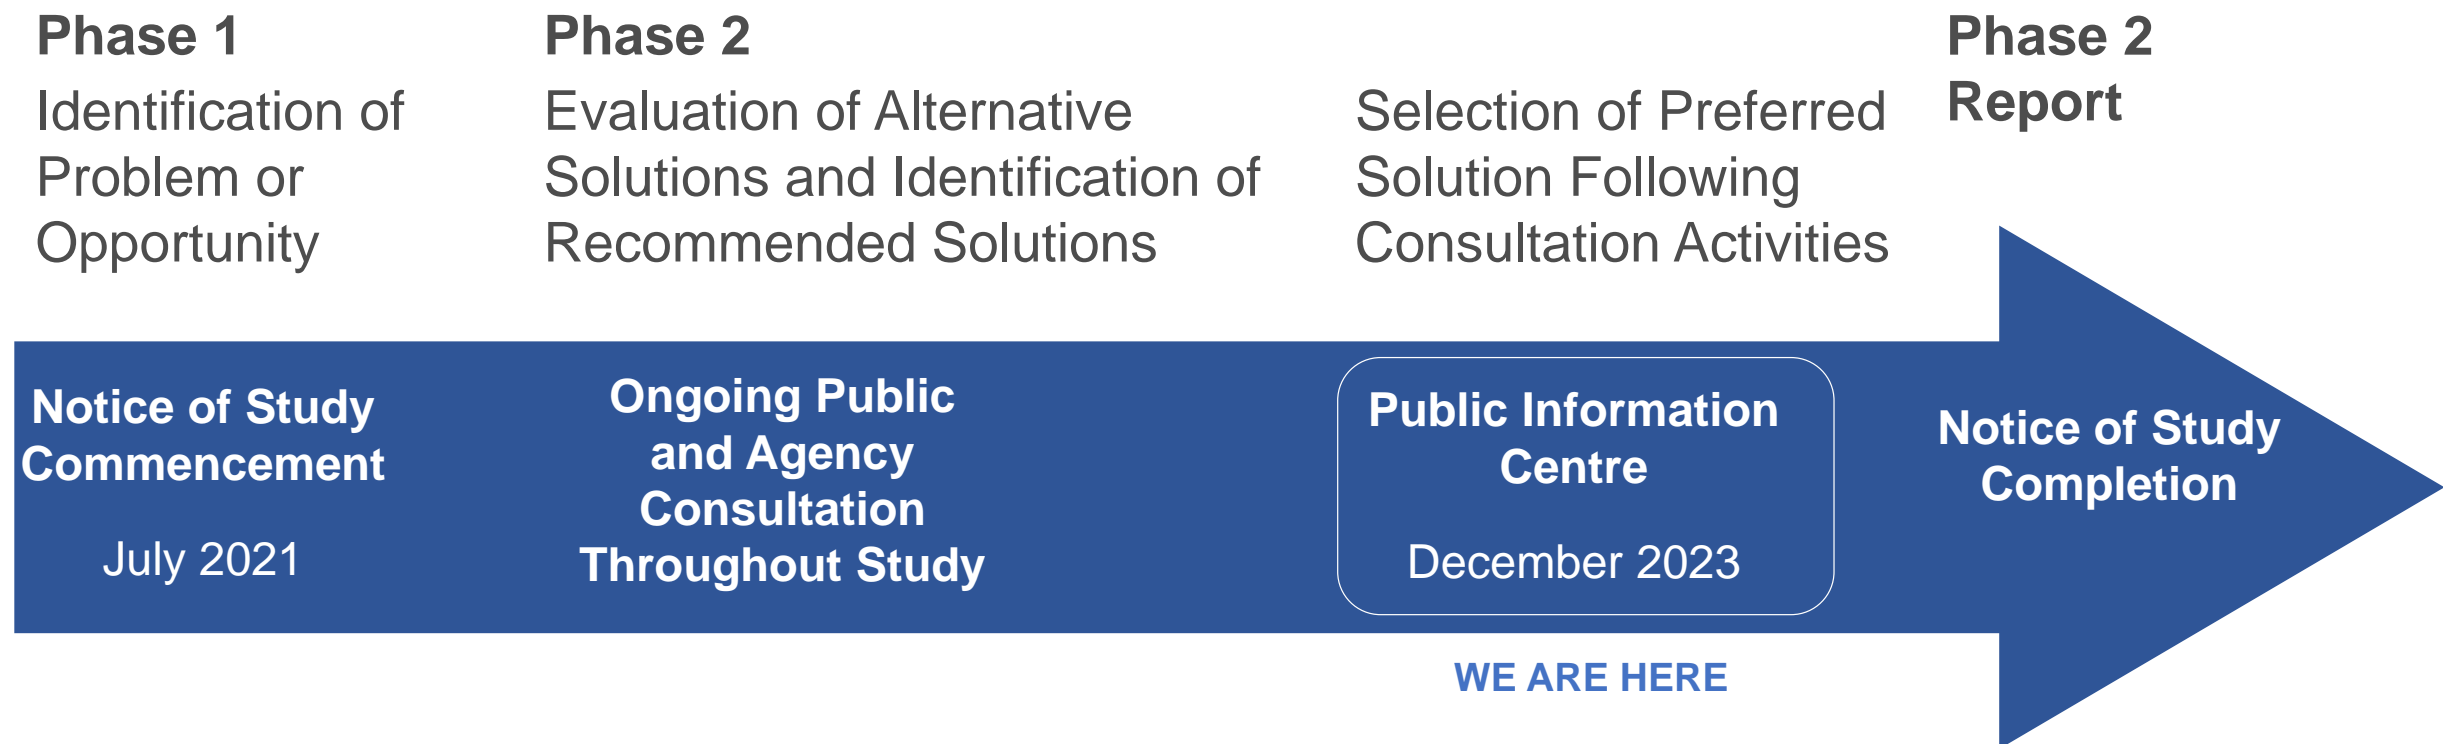 Phase 1
Identification of
Problem or
Opportunity
Phase 2
Evaluation of Alternative
Solutions and Identification of
Recommended Solutions
Selection of Preferred
Solution Following
Consultation Activities
Phase 2
Report
Notice of Study
Commencement
July 2021
Ongoing Public
and Agency
Consultation
Throughout Study
Public Information
Centre
December 2023
Notice of Study
Completion
WE ARE HERE